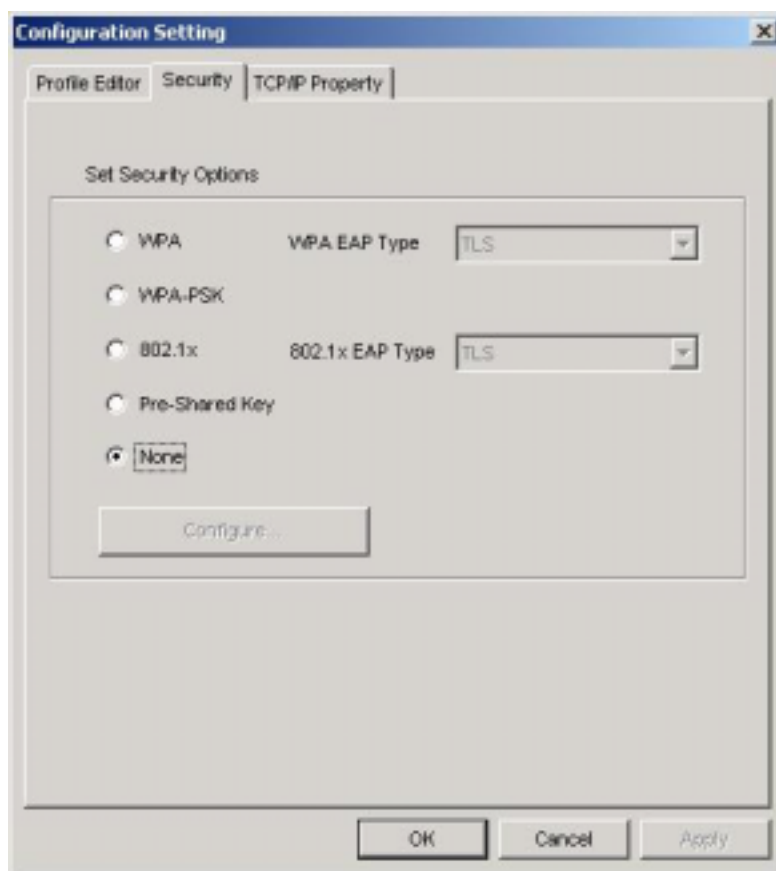 Configuration Setting
Profile Editor Security TCP/IP Property
Set Security Options
WPA WPA EAP Type TLS
WPA-PSK
802.1x 802.1x EAP Type TLS
Pre-Shared Key
None
Configure...
OK Cancel Apply